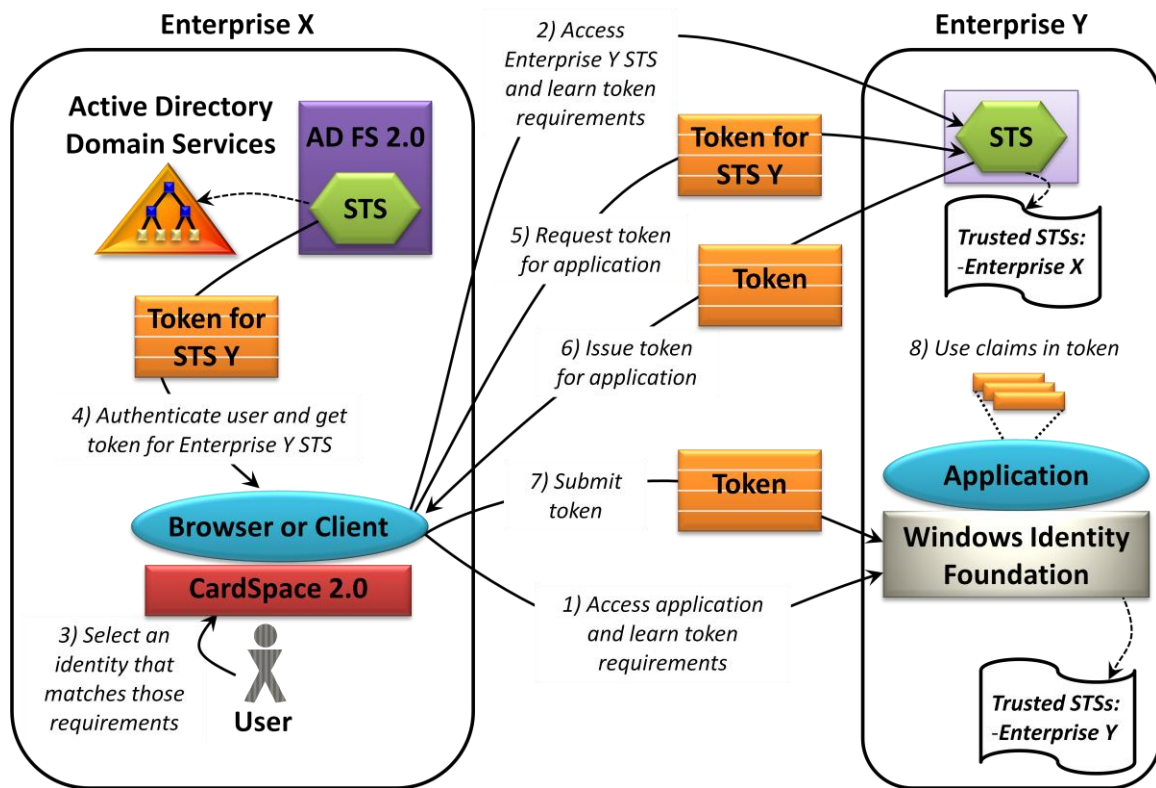 Enterprise X
Active Directory
Domain Services
AD FS 2.0
STS
Token for
STS Y
4) Authenticate user and get
token for Enterprise Y STS
Browser or Client
CardSpace 2.0
3) Select an
identity that
matches those
requirements
User
2) Access
Enterprise Y STS
and learn token
requirements
Token for
STS Y
5) Request token
for application
Token
6) Issue token
for application
7) Submit
token
Token
1) Access application
and learn token
requirements
Enterprise Y
STS
Trusted STSs:
-Enterprise X
8) Use claims in token
Application
Windows Identity
Foundation
Trusted STSs:
-Enterprise Y